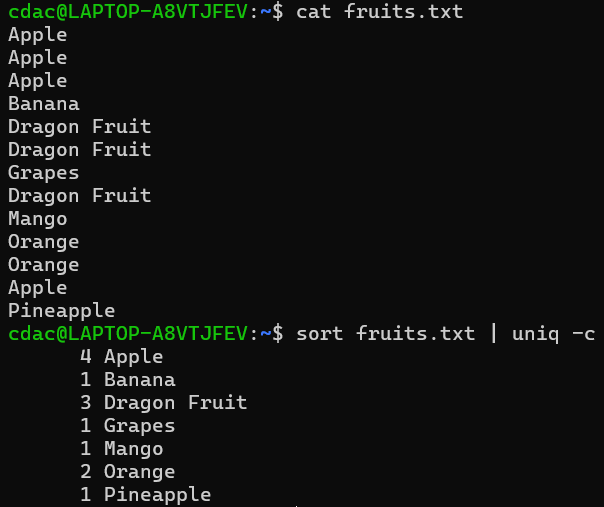 cdac@LAPTOP-A8VTJFEV:~$ cat fruits.txt
Apple
Apple
Apple
Banana
Dragon Fruit
Dragon Fruit
Grapes
Dragon Fruit
Mango
Orange
Orange
Apple
Pineapple
cdac@LAPTOP-A8VTJFEV:~$ sort fruits.txt | uniq -c
      4 Apple
      1 Banana
      3 Dragon Fruit
      1 Grapes
      1 Mango
      2 Orange
      1 Pineapple